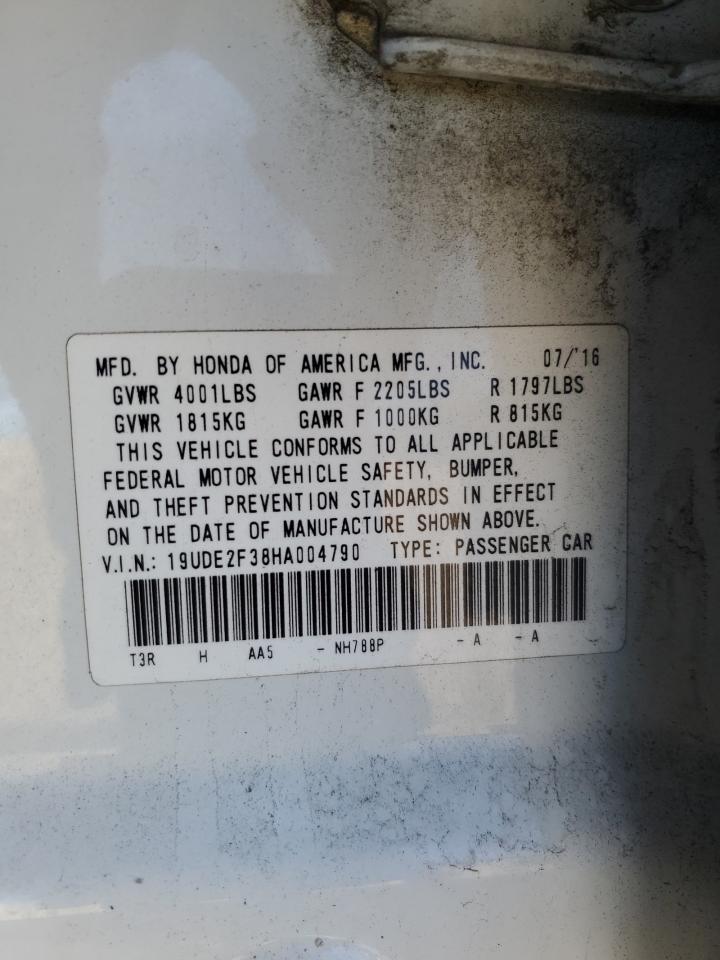 MFD. BY HONDA OF AMERICA MFG., INC. 07/'16
GVWR 4001LBS GAWR F 2205LBS R 1797LBS
GVWR 1815KG GAWR F 1000KG R 815KG
THIS VEHICLE CONFORMS TO ALL APPLICABLE
FEDERAL MOTOR VEHICLE SAFETY, BUMPER,
AND THEFT PREVENTION STANDARDS IN EFFECT
ON THE DATE OF MANUFACTURE SHOWN ABOVE.
V.I.N.: 19UDE2F38HA004790 TYPE: PASSENGER CAR
T3R H AA5 - NH788P - A - A